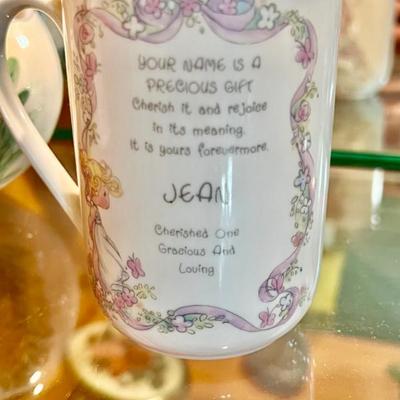 YOUR NAME IS A
PRECIOUS GIFT
Cherish it and rejoice
in its meaning.
It is yours forevermore.
JEAN
Cherished One
Gracious And
Loving